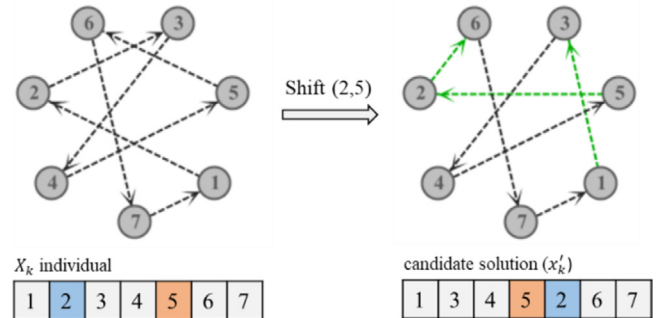 6 3
2 5
4 1
7
Shift (2,5)
6 3
2 5
4 1
7
X_k individual
1 2 3 4 5 6 7
candidate solution (x'_k)
1 3 4 5 2 6 7